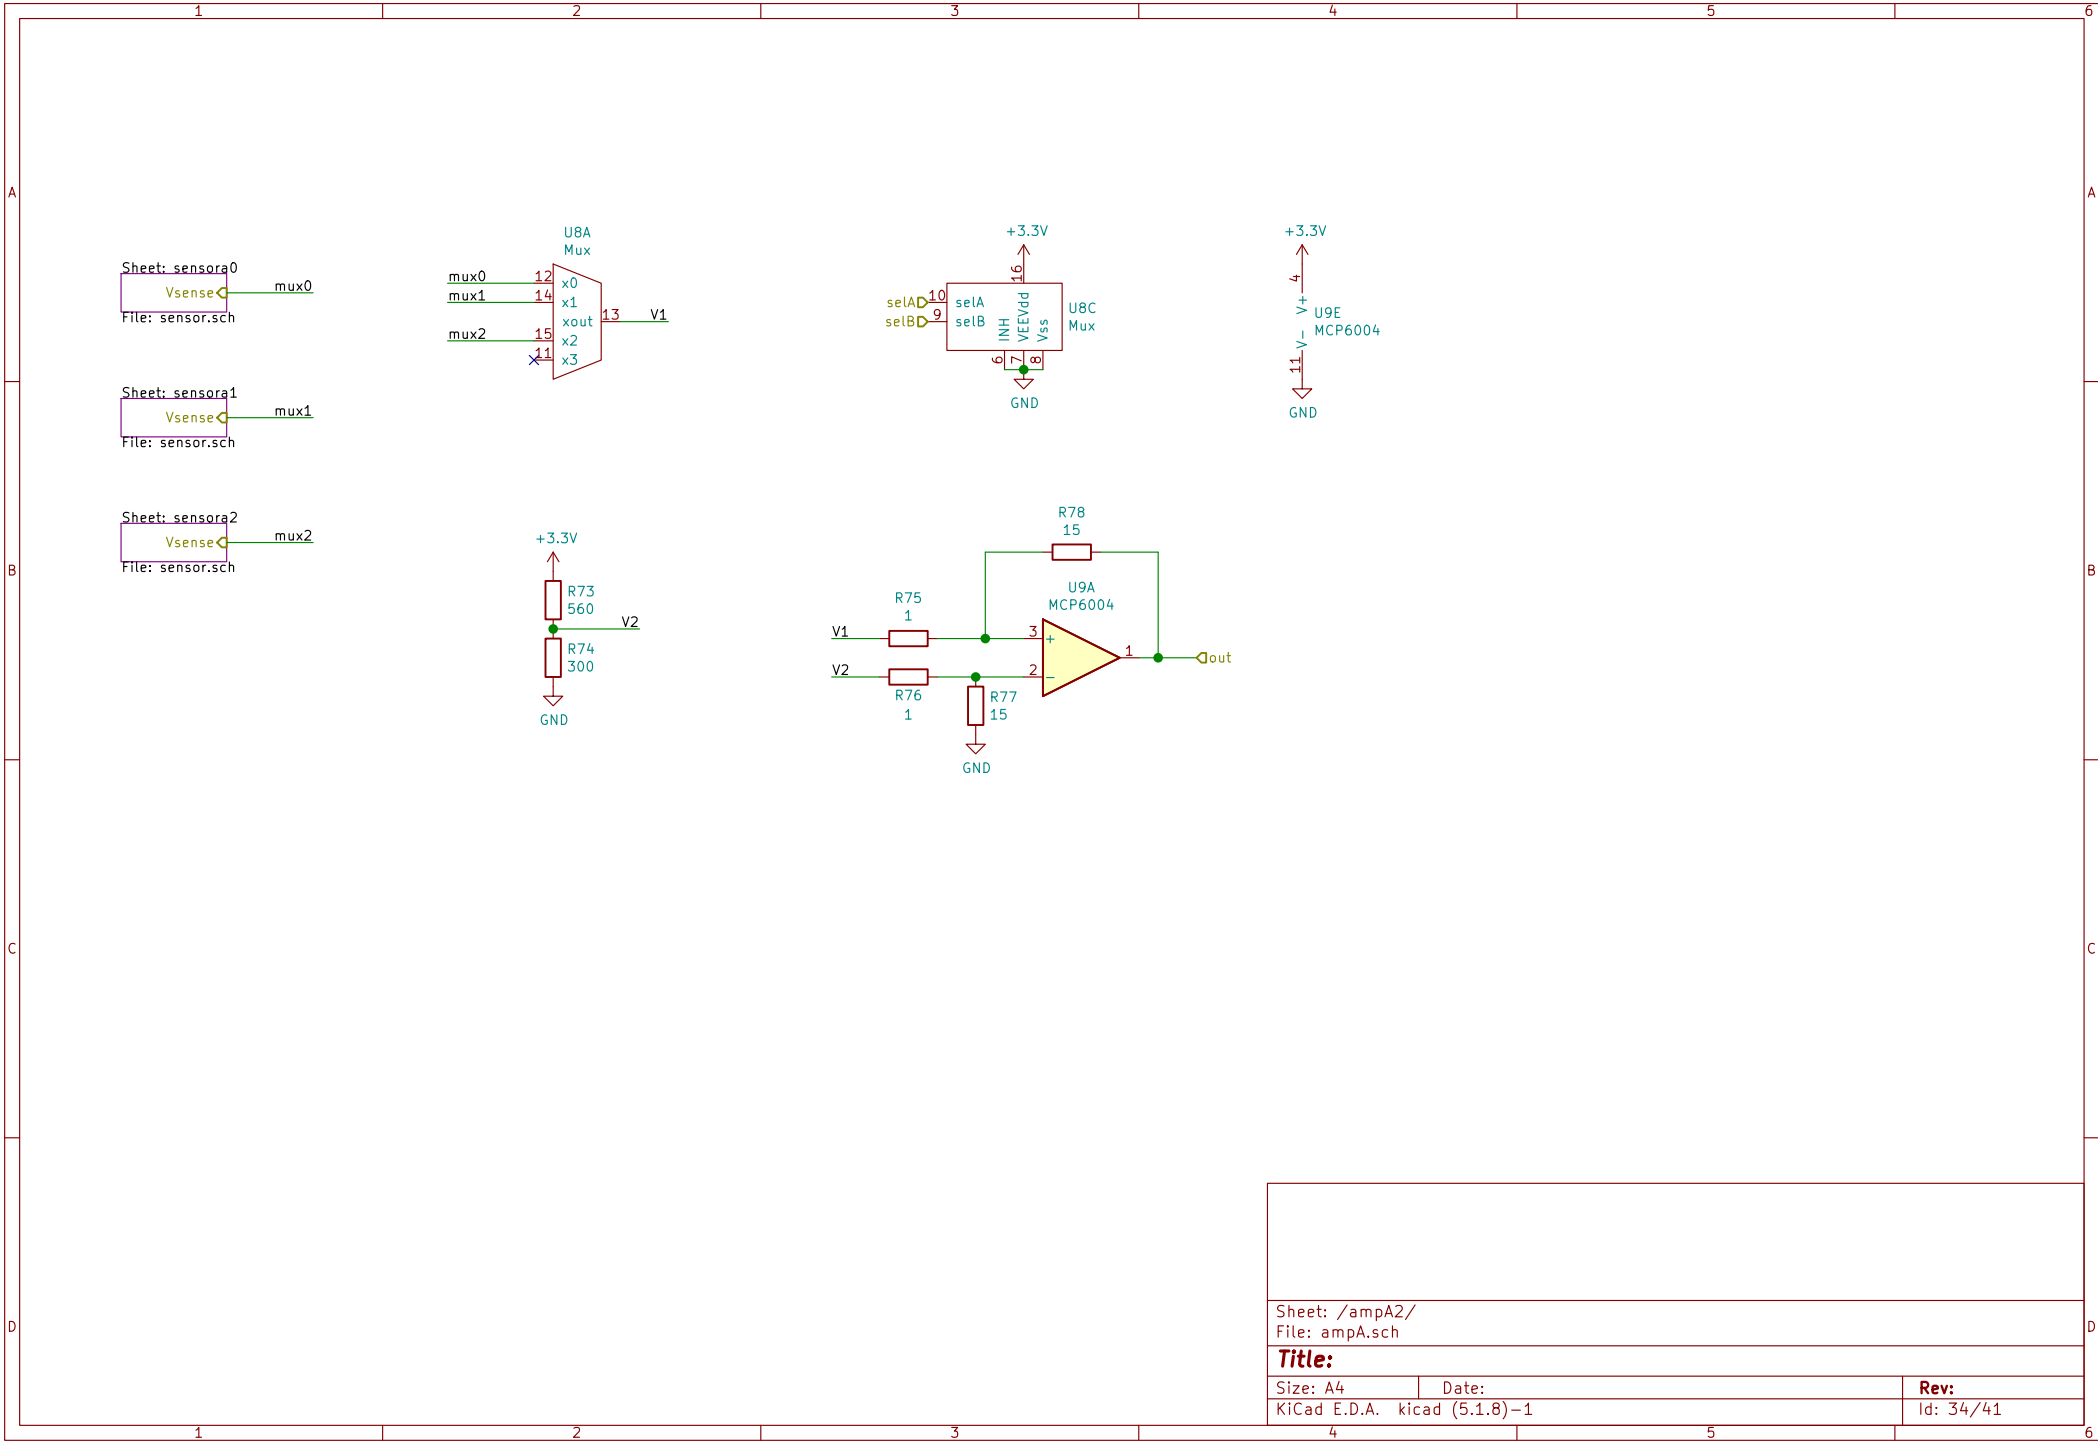 1 2 3 4 5 6
A A
B B
C C
D D
Sheet: sensora0
Vsense
File: sensor.sch
mux0
Sheet: sensora1
Vsense
File: sensor.sch
mux1
Sheet: sensora2
Vsense
File: sensor.sch
mux2
U8A
Mux
mux0 12 x0
mux1 14 x1
xout 13 V1
mux2 15 x2
11 x3
+3.3V
16
selA 10 selA
selB 9 selB
INH VEE Vdd Vss
6 7 8
U8C
Mux
GND
+3.3V
4
V+
U9E
MCP6004
V-
11
GND
+3.3V
R73
560
V2
R74
300
GND
R78
15
U9A
MCP6004
R75
1
V1 3 +
1 out
V2 2 -
R76
1
R77
15
GND
Sheet: /ampA2/
File: ampA.sch
Title:
Size: A4 Date: Rev:
KiCad E.D.A. kicad (5.1.8)-1 Id: 34/41
1 2 3 4 5 6